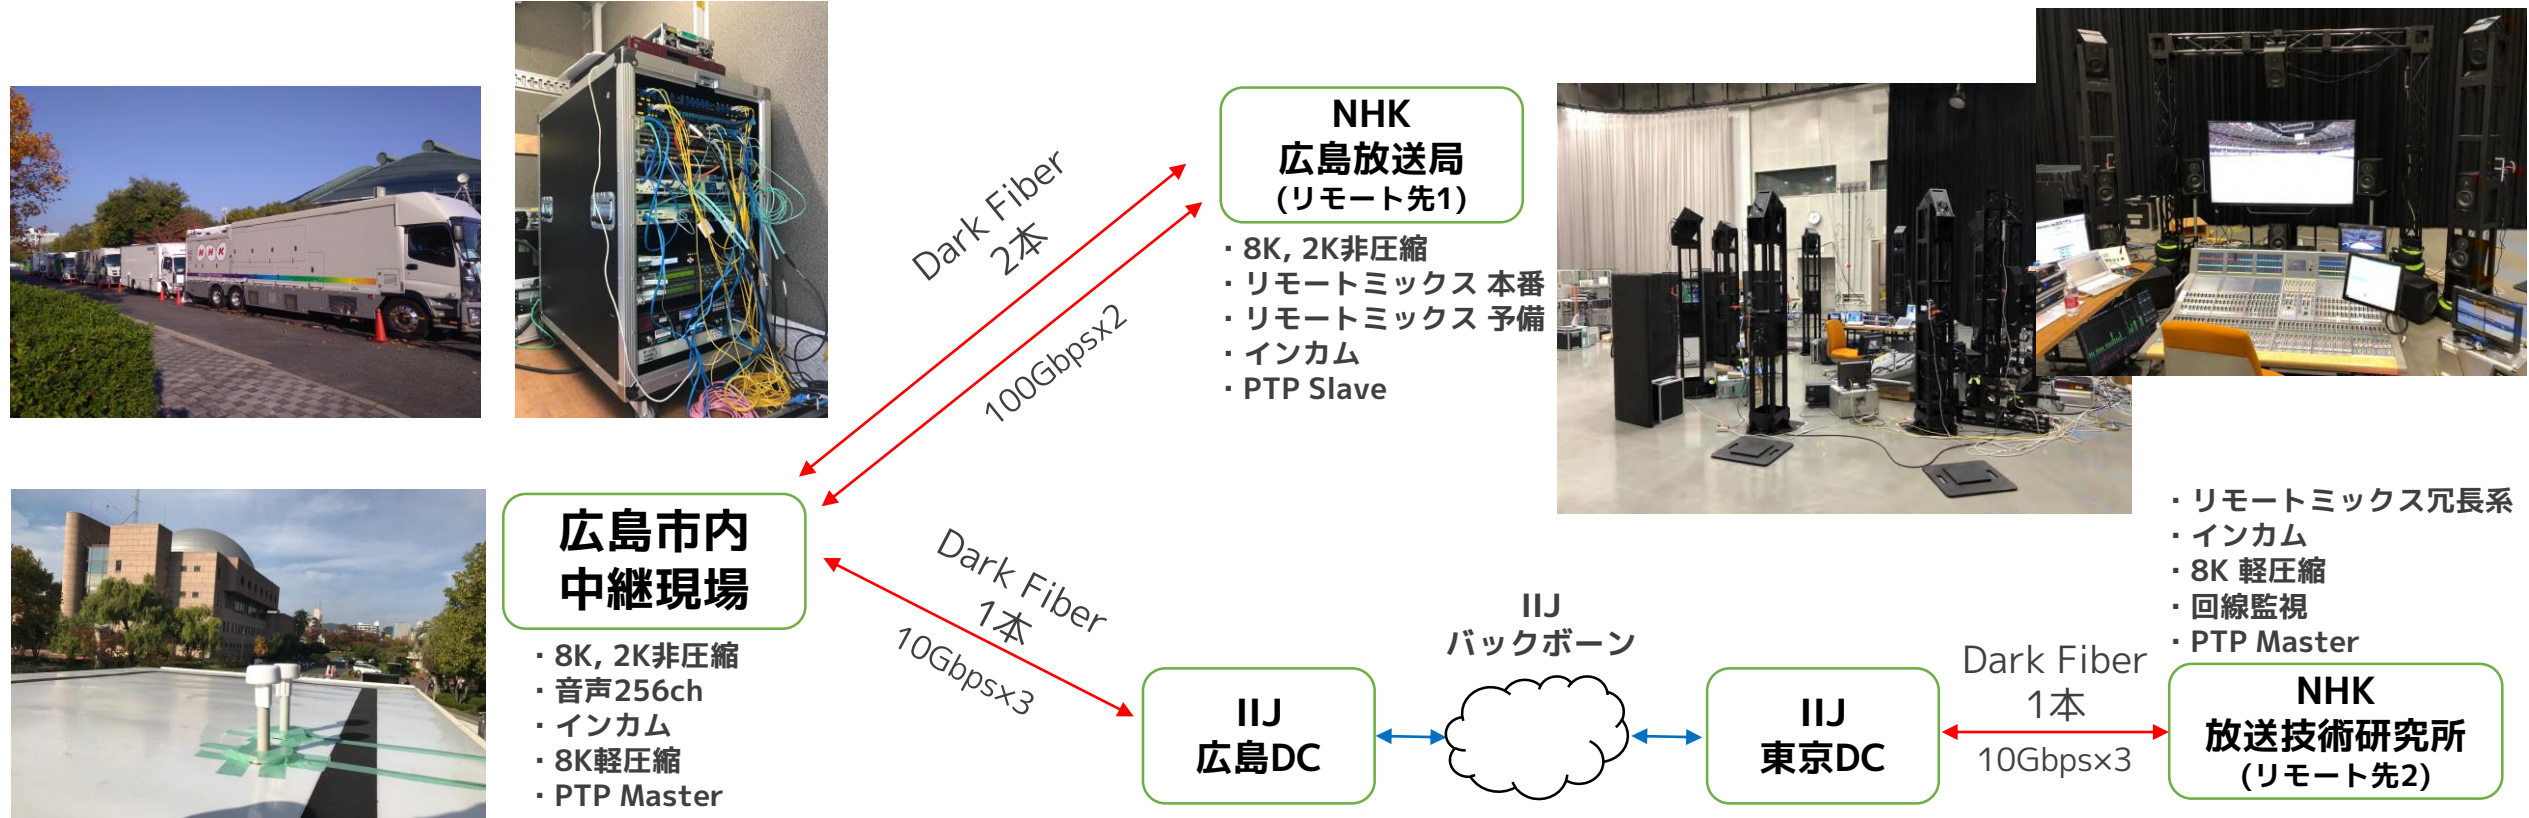 NHK
NHK
広島放送局
(リモート先1)
・8K, 2K非圧縮
・リモートミックス 本番
・リモートミックス 予備
・インカム
・PTP Slave
Dark Fiber
2本
100Gbpsx2
広島市内
中継現場
・8K, 2K非圧縮
・音声256ch
・インカム
・8K軽圧縮
・PTP Master
Dark Fiber
1本
10Gbps×3
IIJ
広島DC
IIJ
バックボーン
IIJ
東京DC
Dark Fiber
1本
10Gbps×3
・リモートミックス冗長系
・インカム
・8K 軽圧縮
・回線監視
・PTP Master
NHK
放送技術研究所
(リモート先2)